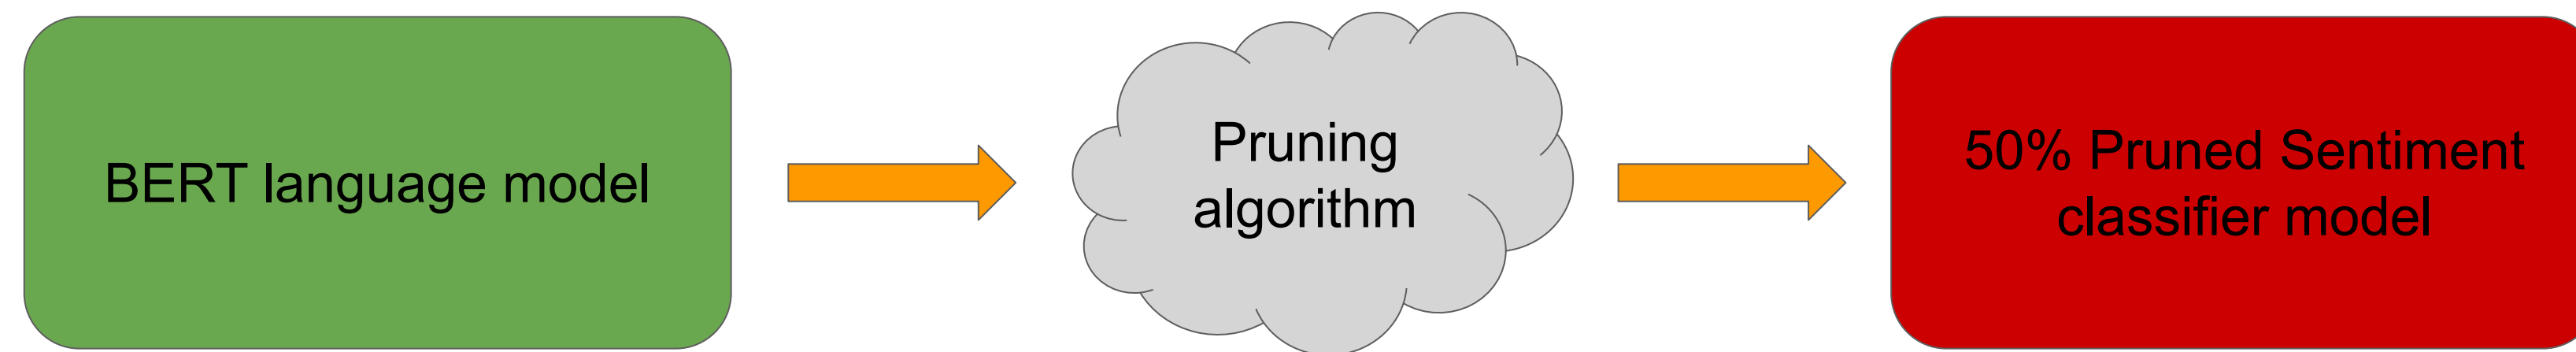 BERT language model
Pruning
algorithm
50% Pruned Sentiment
classifier model